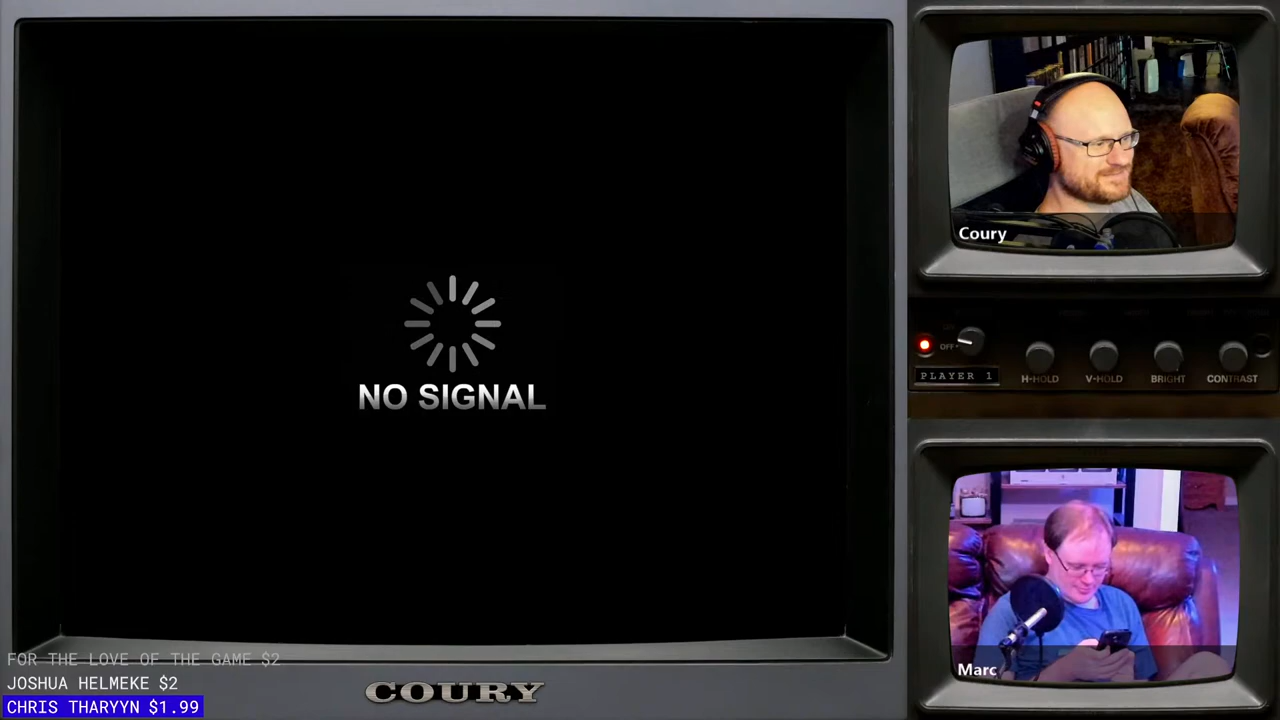 NO SIGNAL
COURY
FOR THE LOVE OF THE GAME $2
JOSHUA HELMEKE $2
CHRIS THARYYN $1.99
Coury
OFF
PLAYER 1
H-HOLD
V-HOLD
BRIGHT
CONTRAST
Marc